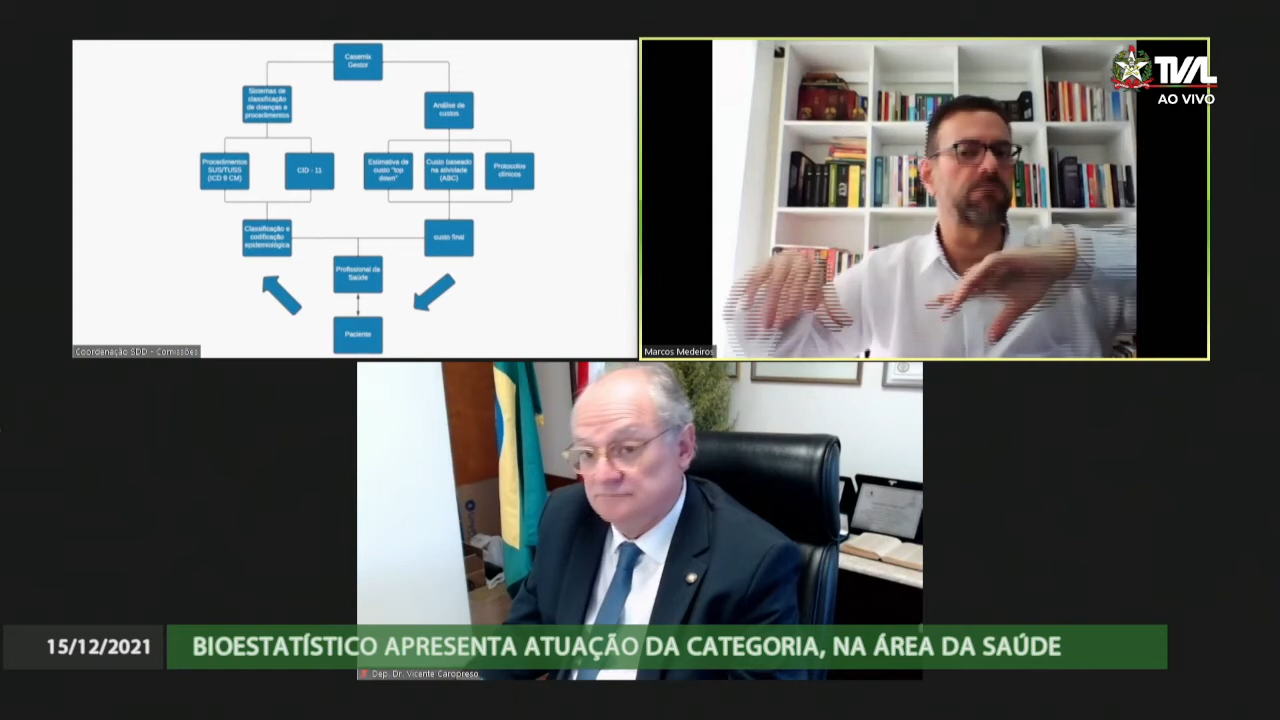 Casemix
Gestor
Sistemas de
classificação
de doenças e
procedimentos
Análise de
custos
Procedimentos
SUS/TUSS
(ICD 9 CM)
CID - 11
Estimativa de
custo "top
down"
Custo baseado
na atividade
(ABC)
Protocolos
clínicos
Classificação e
codificação
epidemiológica
custo final
Profissional da
Saúde
Paciente
Coordenação SDD - Comissões
TVAL
AO VIVO
Marcos Medeiros
15/12/2021
BIOESTATÍSTICO APRESENTA ATUAÇÃO DA CATEGORIA, NA ÁREA DA SAÚDE
Dep. Dr. Vicente Caropreso